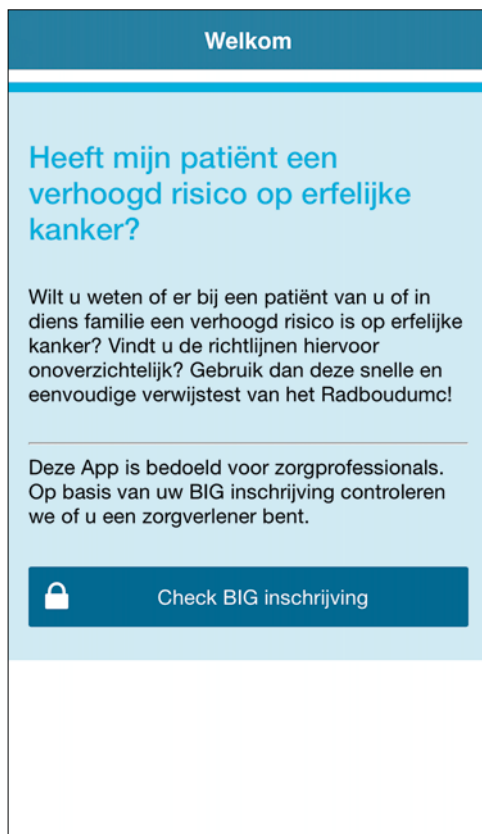 Welkom
Heeft mijn patiënt een
verhoogd risico op erfelijke
kanker?
Wilt u weten of er bij een patiënt van u of in
diens familie een verhoogd risico is op erfelijke
kanker? Vindt u de richtlijnen hiervoor
onoverzichtelijk? Gebruik dan deze snelle en
eenvoudige verwijstest van het Radboudumc!
Deze App is bedoeld voor zorgprofessionals.
Op basis van uw BIG inschrijving controleren
we of u een zorgverlener bent.
Check BIG inschrijving